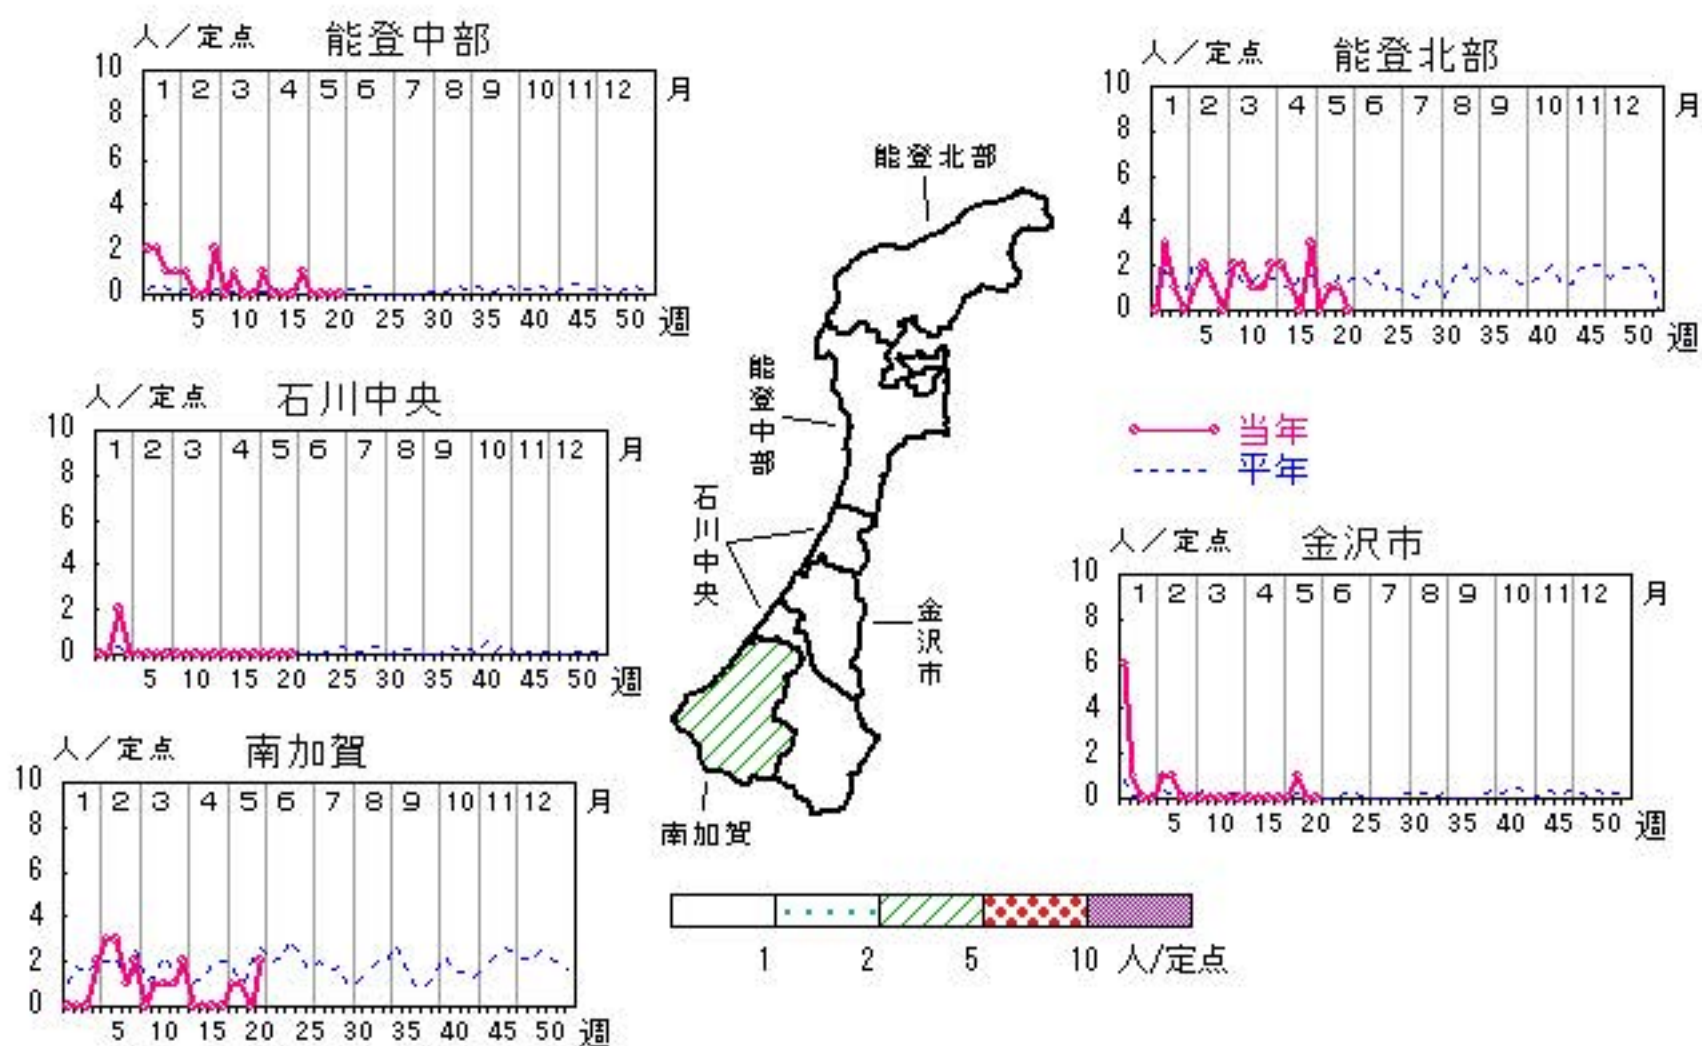 人／定点 能登中部
10 8 6 4 2 0
1 2 3 4 5 6 7 8 9 10 11 12 月
5 10 15 20 25 30 35 40 45 50 週
人／定点 能登北部
10 8 6 4 2 0
1 2 3 4 5 6 7 8 9 10 11 12 月
5 10 15 20 25 30 35 40 45 50 週
人／定点 石川中央
10 8 6 4 2 0
1 2 3 4 5 6 7 8 9 10 11 12 月
5 10 15 20 25 30 35 40 45 50 週
能登北部
能登中部
石川中央
金沢市
南加賀
当年
平年
人／定点 金沢市
10 8 6 4 2 0
1 2 3 4 5 6 7 8 9 10 11 12 月
5 10 15 20 25 30 35 40 45 50 週
人／定点 南加賀
10 8 6 4 2 0
1 2 3 4 5 6 7 8 9 10 11 12 月
5 10 15 20 25 30 35 40 45 50 週
1 2 5 10 人/定点